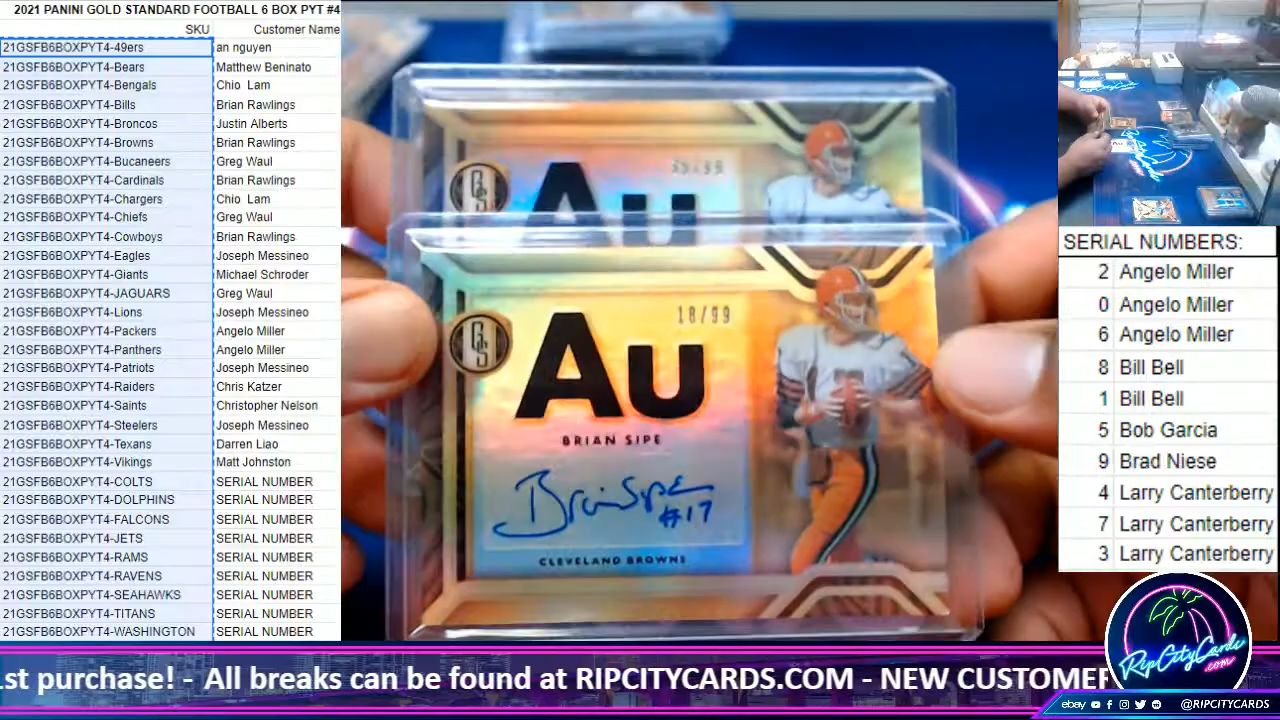 2021 PANINI GOLD STANDARD FOOTBALL 6 BOX PYT #4
SKU Customer Name
21GSFB6BOXPYT4-49ers an nguyen
21GSFB6BOXPYT4-Bears Matthew Beninato
21GSFB6BOXPYT4-Bengals Chio Lam
21GSFB6BOXPYT4-Bills Brian Rawlings
21GSFB6BOXPYT4-Broncos Justin Alberts
21GSFB6BOXPYT4-Browns Brian Rawlings
21GSFB6BOXPYT4-Bucaneers Greg Waul
21GSFB6BOXPYT4-Cardinals Brian Rawlings
21GSFB6BOXPYT4-Chargers Chio Lam
21GSFB6BOXPYT4-Chiefs Greg Waul
21GSFB6BOXPYT4-Cowboys Brian Rawlings
21GSFB6BOXPYT4-Eagles Joseph Messineo
21GSFB6BOXPYT4-Giants Michael Schroder
21GSFB6BOXPYT4-JAGUARS Greg Waul
21GSFB6BOXPYT4-Lions Joseph Messineo
21GSFB6BOXPYT4-Packers Angelo Miller
21GSFB6BOXPYT4-Panthers Angelo Miller
21GSFB6BOXPYT4-Patriots Joseph Messineo
21GSFB6BOXPYT4-Raiders Chris Katzer
21GSFB6BOXPYT4-Saints Christopher Nelson
21GSFB6BOXPYT4-Steelers Joseph Messineo
21GSFB6BOXPYT4-Texans Darren Liao
21GSFB6BOXPYT4-Vikings Matt Johnston
21GSFB6BOXPYT4-COLTS SERIAL NUMBER
21GSFB6BOXPYT4-DOLPHINS SERIAL NUMBER
21GSFB6BOXPYT4-FALCONS SERIAL NUMBER
21GSFB6BOXPYT4-JETS SERIAL NUMBER
21GSFB6BOXPYT4-RAMS SERIAL NUMBER
21GSFB6BOXPYT4-RAVENS SERIAL NUMBER
21GSFB6BOXPYT4-SEAHAWKS SERIAL NUMBER
21GSFB6BOXPYT4-TITANS SERIAL NUMBER
21GSFB6BOXPYT4-WASHINGTON SERIAL NUMBER
GS
Au
GS
18/99
Au
BRIAN SIPE
Brian Sipe
#17
CLEVELAND BROWNS
SERIAL NUMBERS:
2 Angelo Miller
0 Angelo Miller
6 Angelo Miller
8 Bill Bell
1 Bill Bell
5 Bob Garcia
9 Brad Niese
4 Larry Canterberry
7 Larry Canterberry
3 Larry Canterberry
RipCityCards
.com
1st purchase! - All breaks can be found at RIPCITYCARDS.COM - NEW CUSTOMER
ebay @RIPCITYCARDS